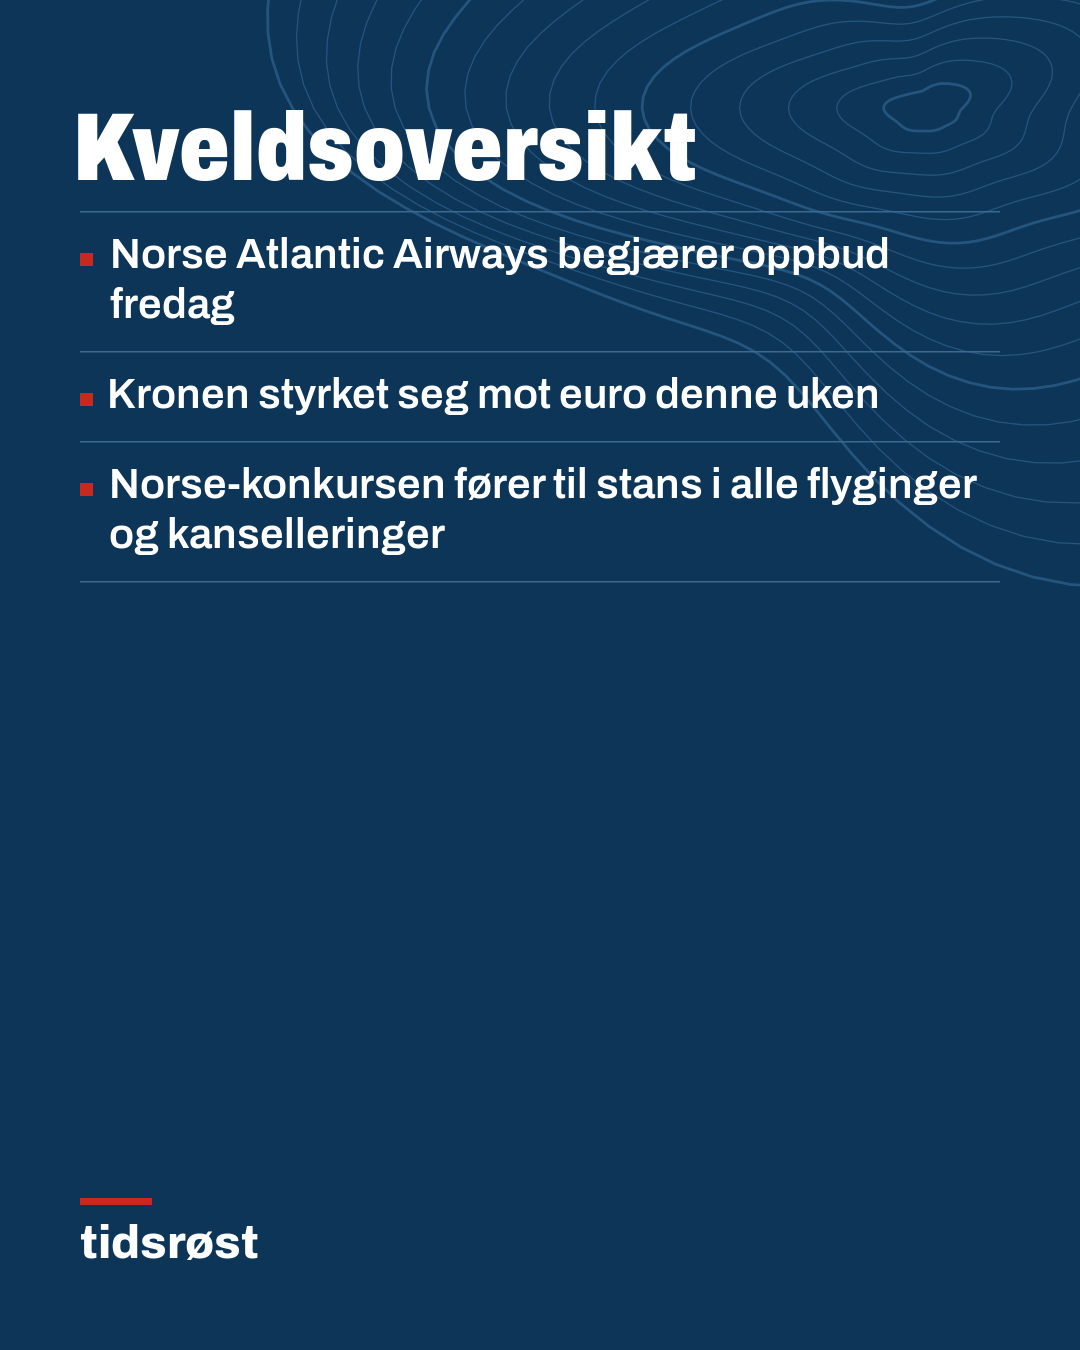 Kveldsoversikt
Norse Atlantic Airways begjærer oppbud
fredag
Kronen styrket seg mot euro denne uken
Norse-konkursen fører til stans i alle flyginger
og kanselleringer
tidsrøst